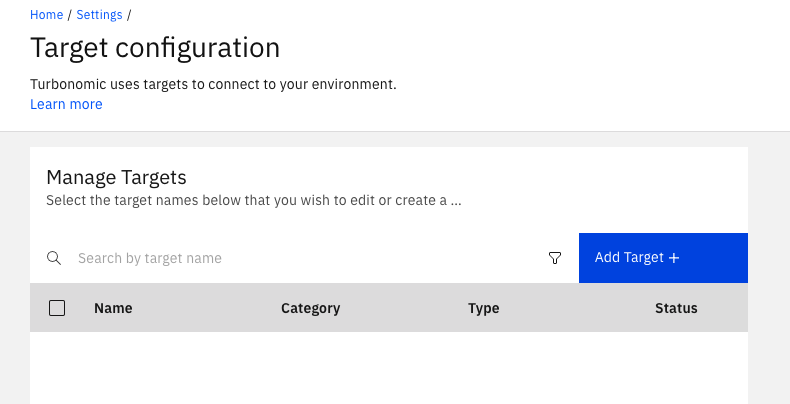 Home / Settings /
Target configuration
Turbonomic uses targets to connect to your environment.
Learn more
Manage Targets
Select the target names below that you wish to edit or create a ...
Search by target name
Add Target +
Name Category Type Status